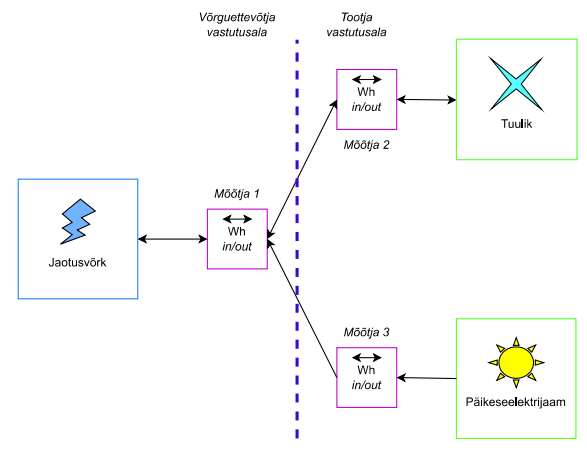 Võrguettevõtja
vastutusala
Tootja
vastutusala
Wh
in/out
Mõõtja 2
Tuulik
Mõõtja 1
Wh
in/out
Jaotusvõrk
Mõõtja 3
Wh
in/out
Päikeseelektrijaam